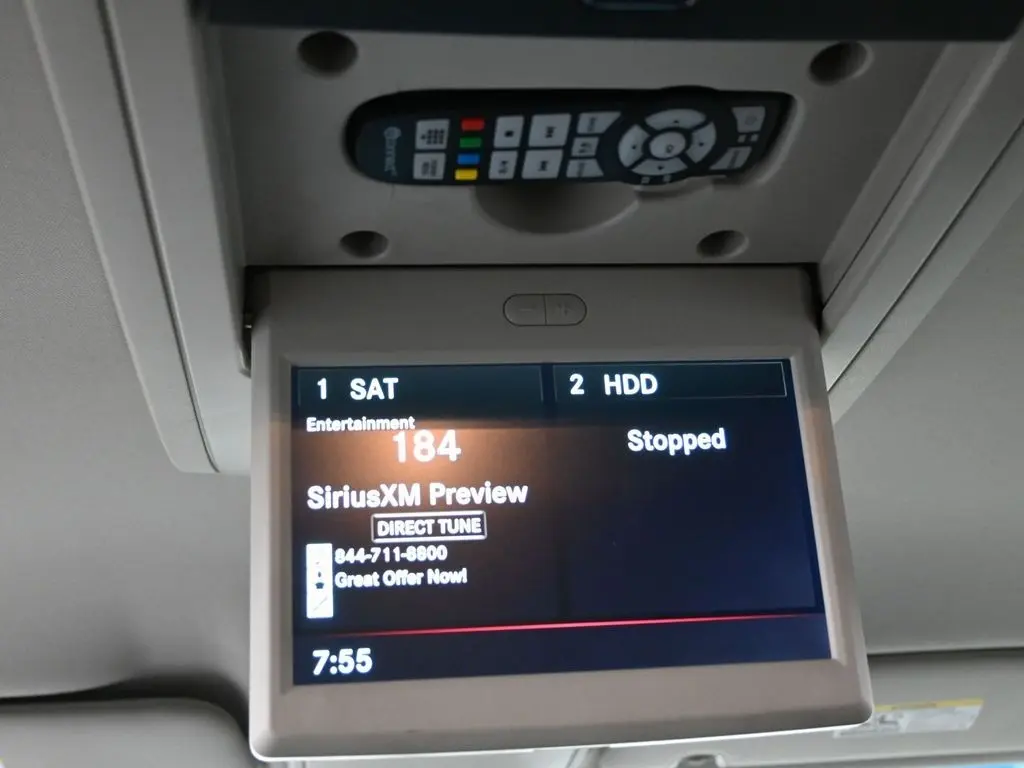 1 SAT
2 HDD
Entertainment
184
Stopped
SiriusXM Preview
DIRECT TUNE
844-711-8800
Great Offer Now!
7:55